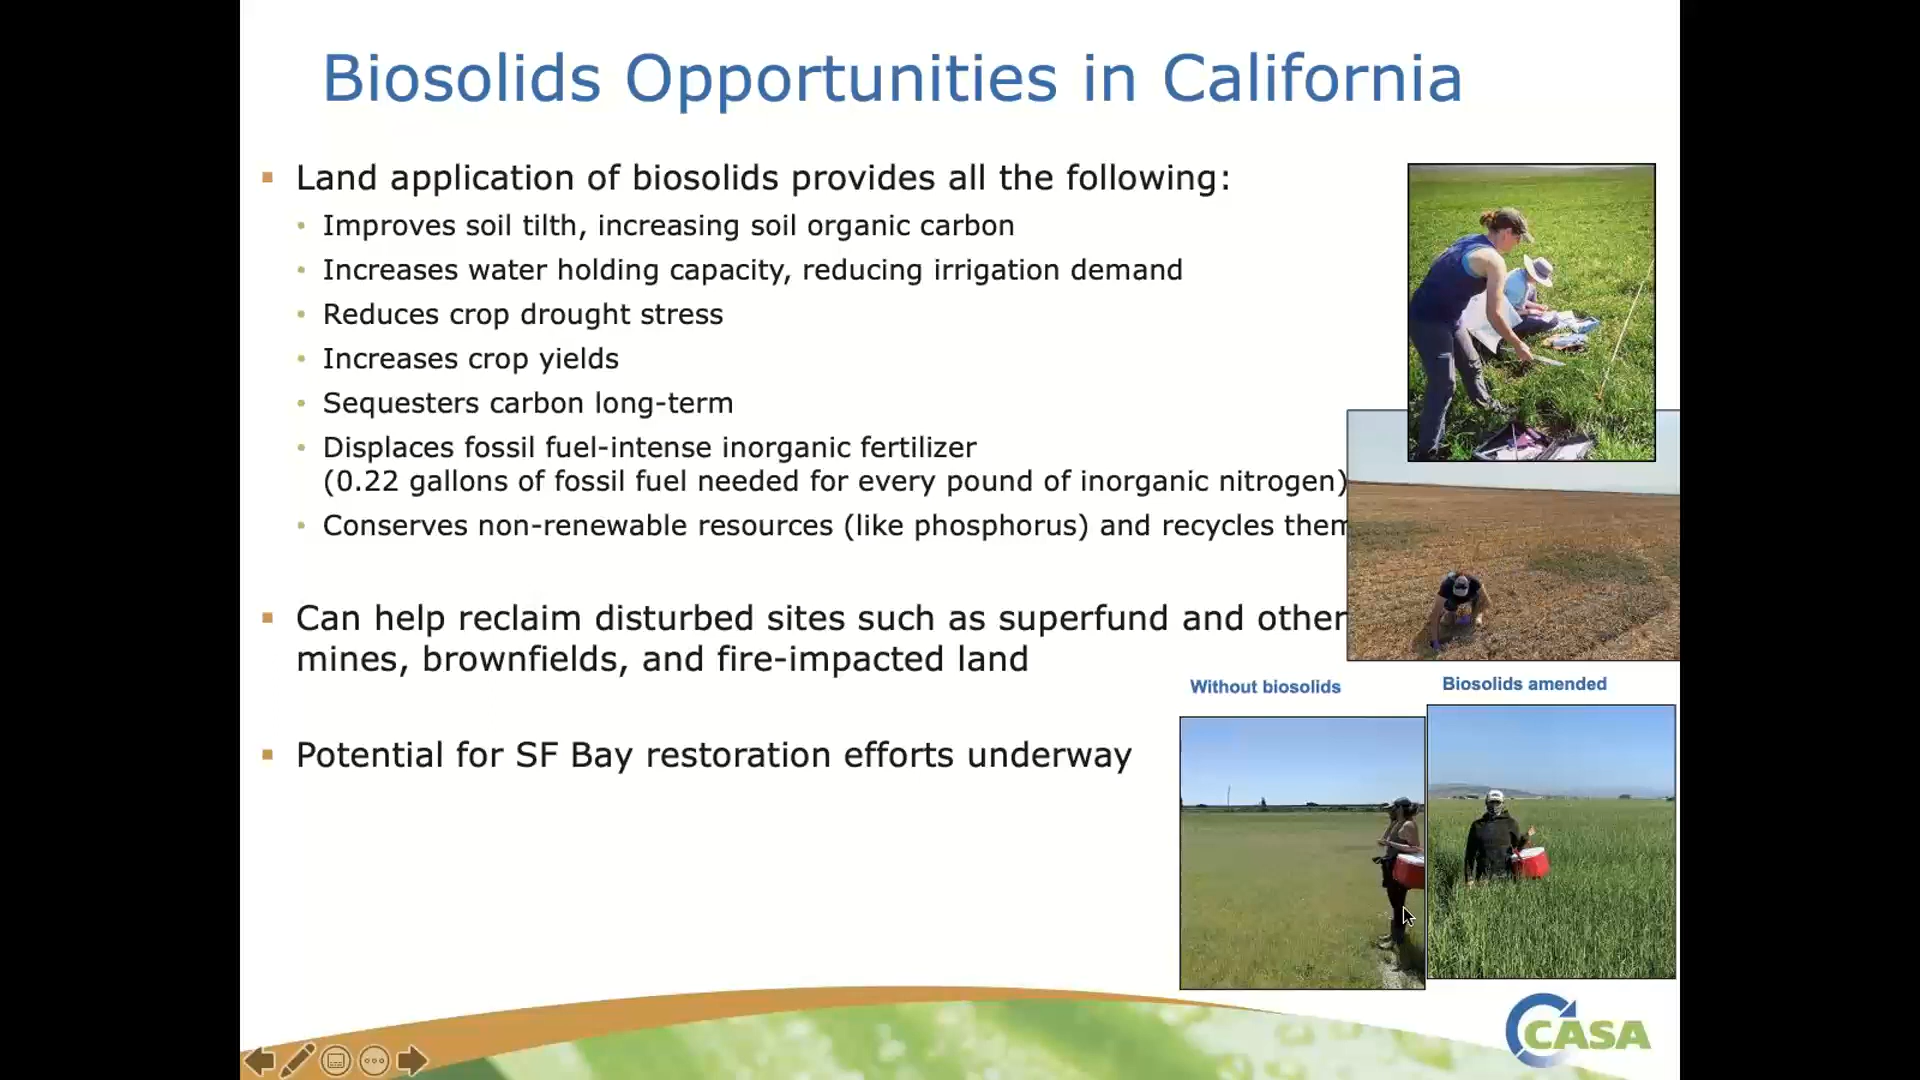 Biosolids Opportunities in California
Land application of biosolids provides all the following:
Improves soil tilth, increasing soil organic carbon
Increases water holding capacity, reducing irrigation demand
Reduces crop drought stress
Increases crop yields
Sequesters carbon long-term
Displaces fossil fuel-intense inorganic fertilizer
(0.22 gallons of fossil fuel needed for every pound of inorganic nitrogen)
Conserves non-renewable resources (like phosphorus) and recycles them
Can help reclaim disturbed sites such as superfund and other
mines, brownfields, and fire-impacted land
Potential for SF Bay restoration efforts underway
Without biosolids
Biosolids amended
CASA